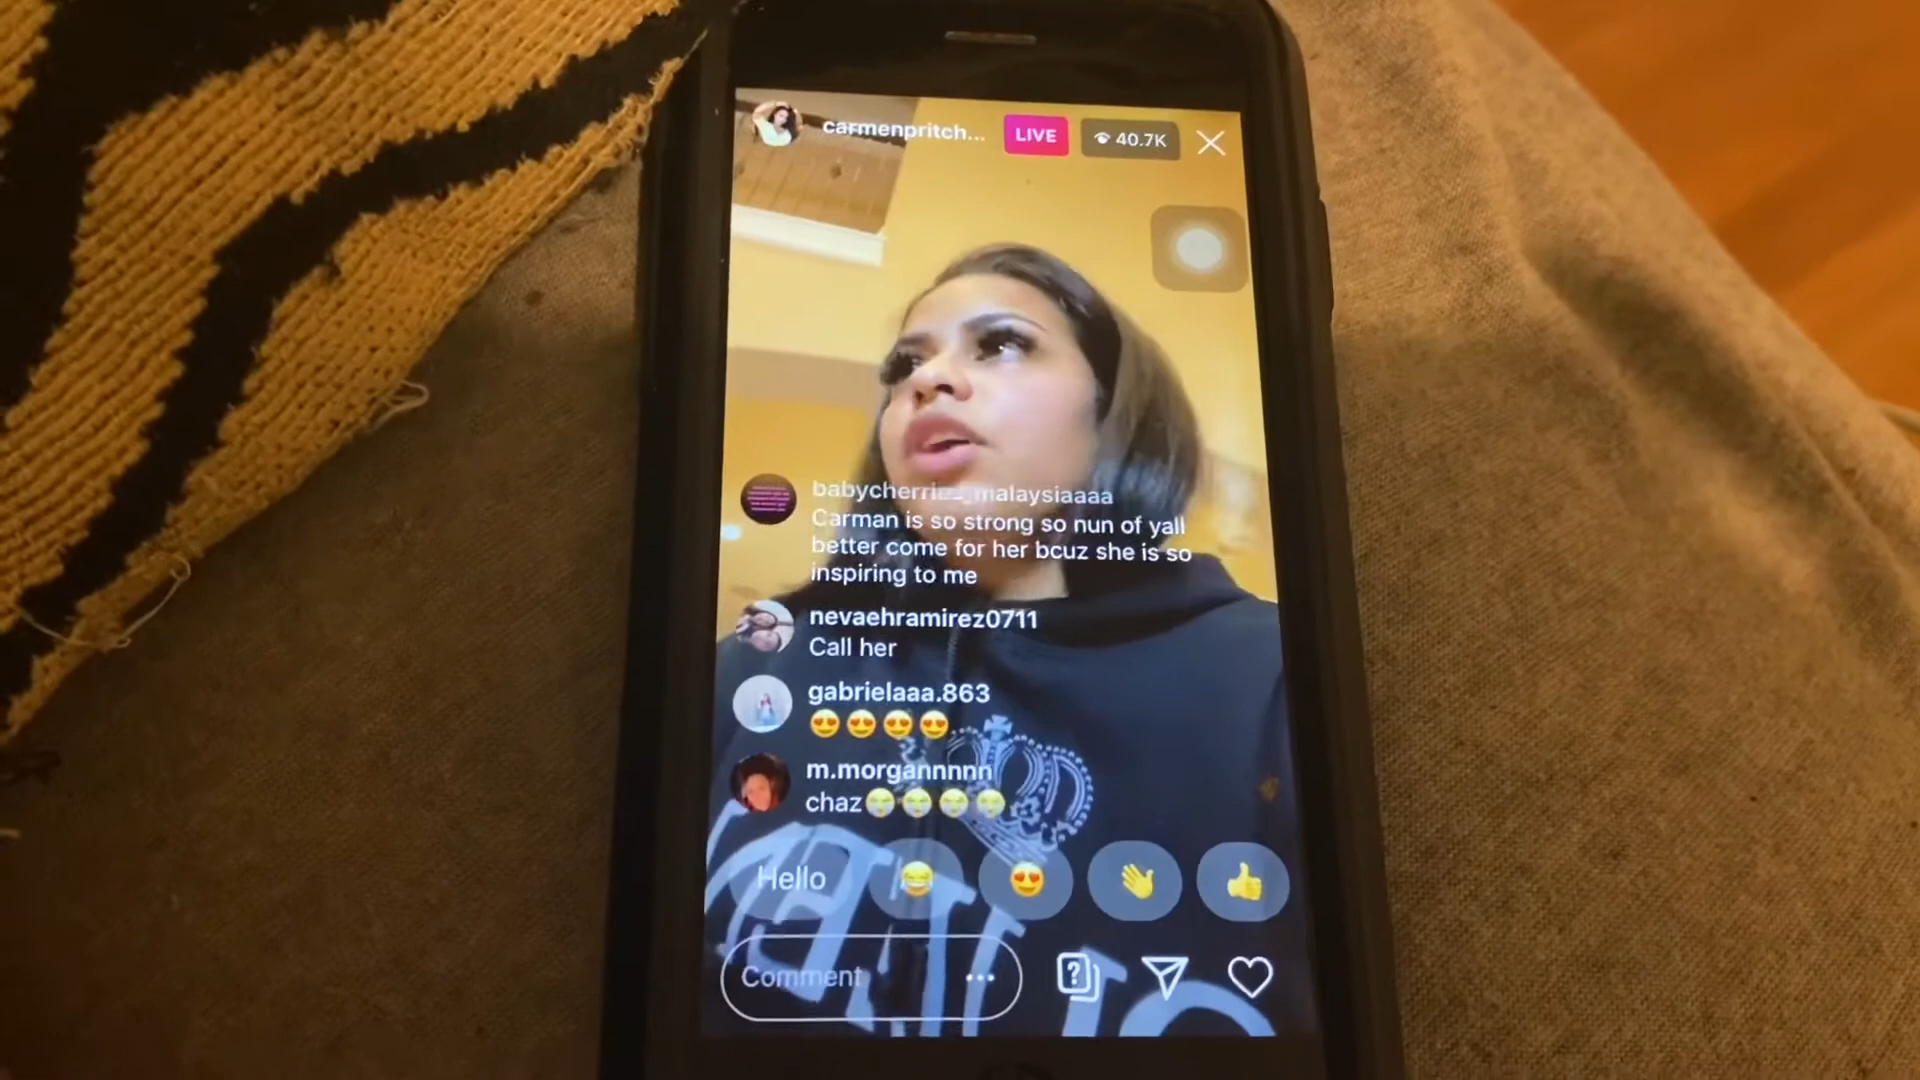 carmenpritch...
LIVE
40.7K
babycherries_malaysiaaaa
Carman is so strong so nun of yall
better come for her bcuz she is so
inspiring to me
nevaehramirez0711
Call her
gabrielaaa.863
😍😍😍😍
m.morgannnnn
chaz😭😭😭😭
Hello
Comment